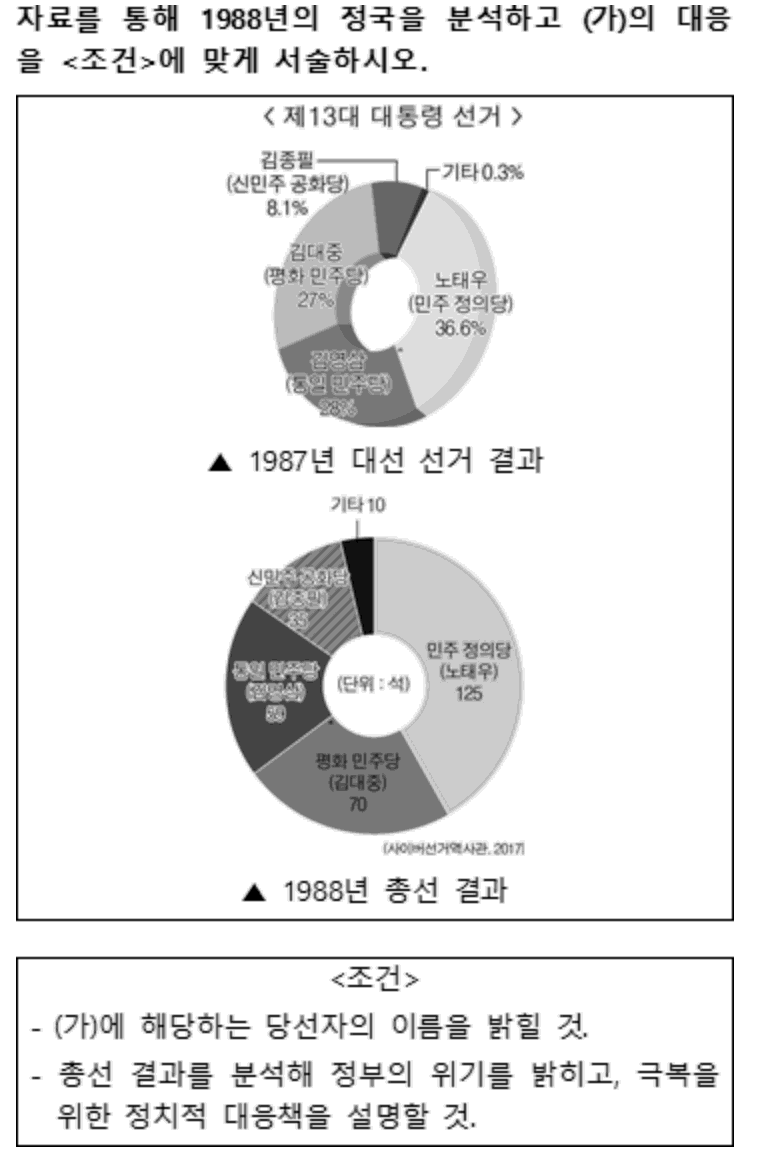 자료를 통해 1988년의 정국을 분석하고 (가)의 대응
을 <조건>에 맞게 서술하시오.
< 제13대 대통령 선거 >
김종필
(신민주 공화당)
8.1%
기타 0.3%
김대중
(평화 민주당)
27%
노태우
(민주 정의당)
36.6%
김영삼
(통일 민주당)
28%
▲ 1987년 대선 선거 결과
기타 10
신민주 공화당
(김종필)
35
민주 정의당
(노태우)
125
통일 민주당
(김영삼)
59
(단위 : 석)
평화 민주당
(김대중)
70
(사이버선거역사관, 2017)
▲ 1988년 총선 결과
<조건>
- (가)에 해당하는 당선자의 이름을 밝힐 것.
- 총선 결과를 분석해 정부의 위기를 밝히고, 극복을
위한 정치적 대응책을 설명할 것.